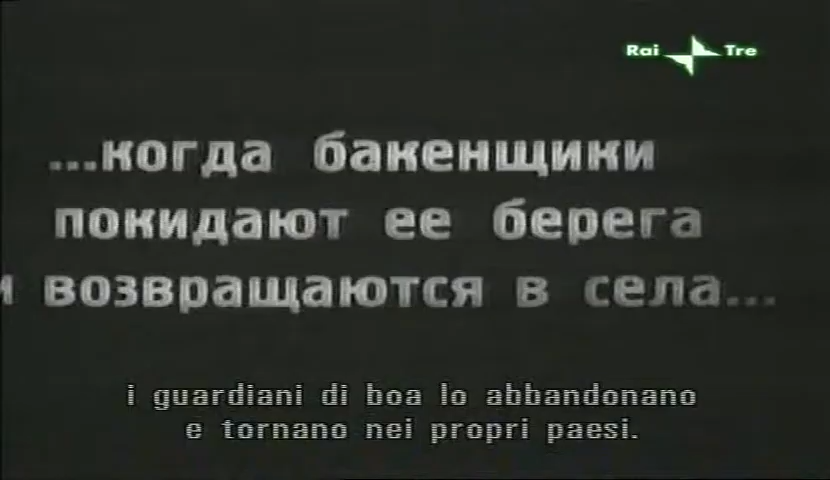 Rai Tre
...когда бакенщики
покидают ее берега
и возвращаются в села...
i guardiani di boa lo abbandonano
e tornano nei propri paesi.